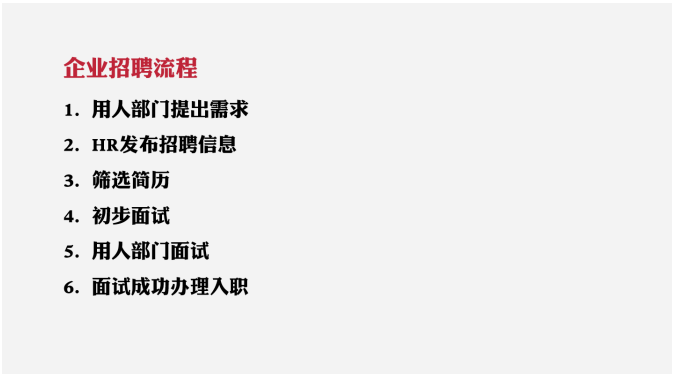 企业招聘流程
1. 用人部门提出需求
2. HR发布招聘信息
3. 筛选简历
4. 初步面试
5. 用人部门面试
6. 面试成功办理入职